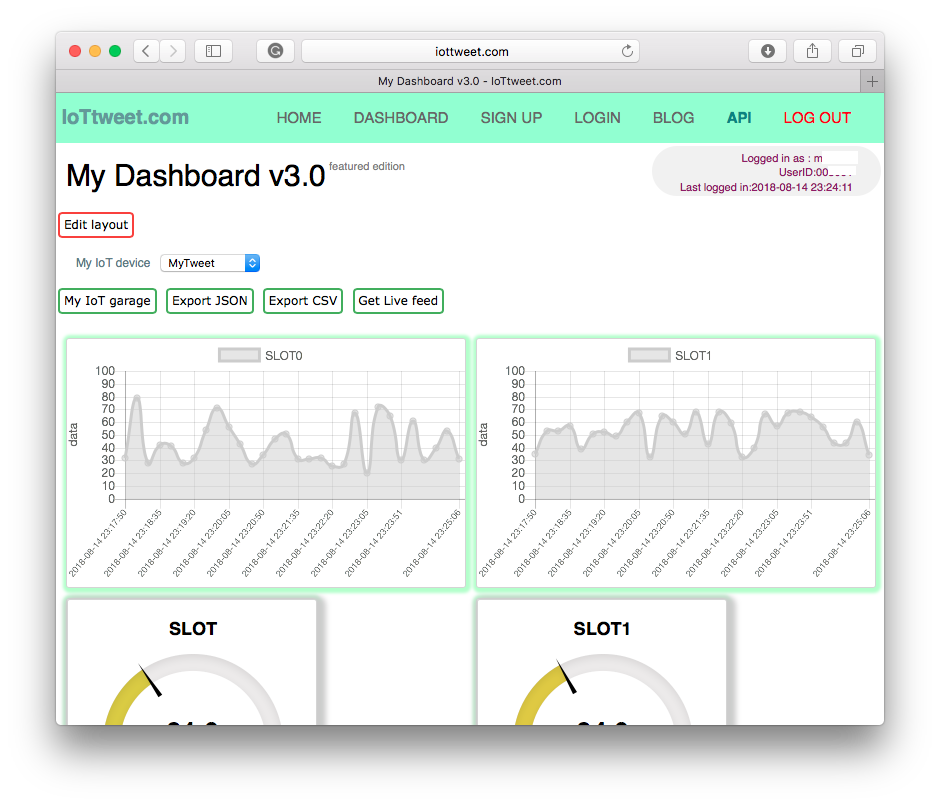 iottweet.com
My Dashboard v3.0 - IoTtweet.com
IoTtweet.com HOME DASHBOARD SIGN UP LOGIN BLOG API LOG OUT
My Dashboard v3.0 featured edition
Logged in as : m
UserID:00
Last logged in:2018-08-14 23:24:11
Edit layout
My IoT device MyTweet
My IoT garage Export JSON Export CSV Get Live feed
SLOT0
100
90
80
70
60
50
40
30
20
10
0
data
2018-08-14 23:17:50
2018-08-14 23:18:35
2018-08-14 23:19:20
2018-08-14 23:20:05
2018-08-14 23:20:50
2018-08-14 23:21:35
2018-08-14 23:22:20
2018-08-14 23:23:05
2018-08-14 23:23:51
2018-08-14 23:25:06
SLOT1
100
90
80
70
60
50
40
30
20
10
0
data
2018-08-14 23:17:50
2018-08-14 23:18:35
2018-08-14 23:19:20
2018-08-14 23:20:05
2018-08-14 23:20:50
2018-08-14 23:21:35
2018-08-14 23:22:20
2018-08-14 23:23:05
2018-08-14 23:23:51
2018-08-14 23:25:06
SLOT
SLOT1